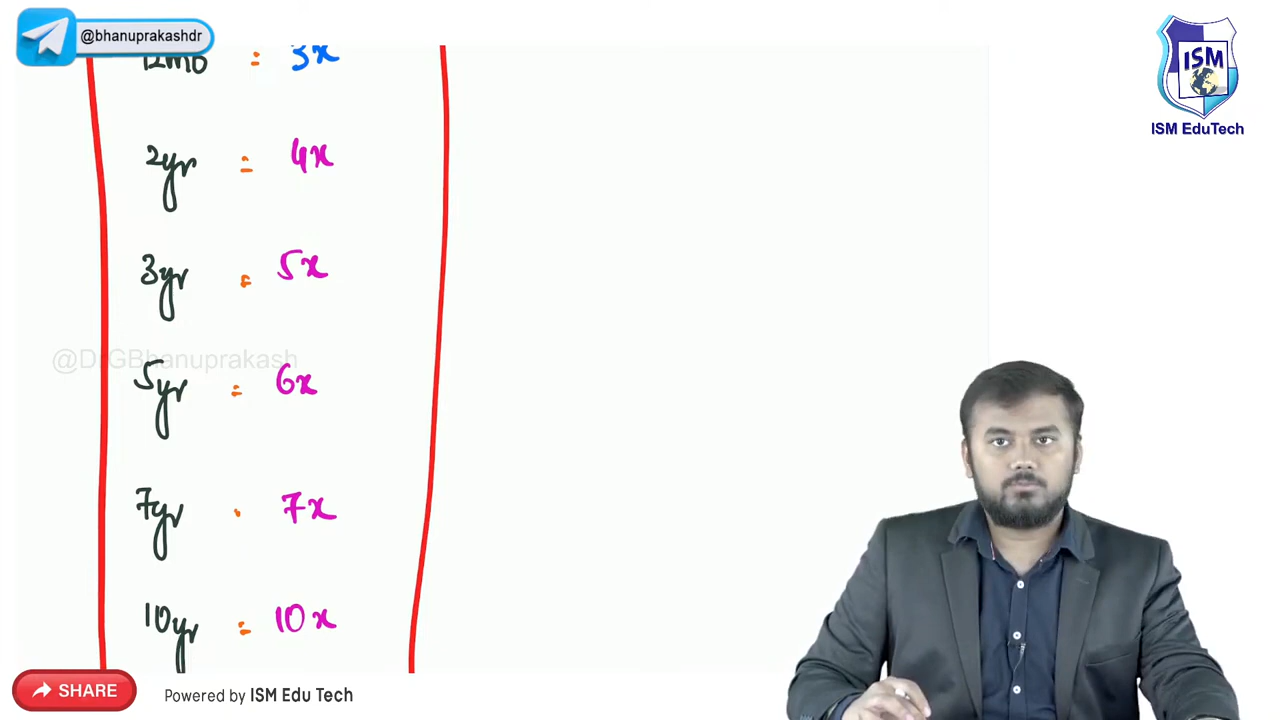 @bhanuprakashdr
12mo = 3x
ISM
ISM EduTech
2yr = 4x
3yr = 5x
@DrGBhanuprakash
5yr = 6x
7yr . 7x
10yr = 10x
SHARE
Powered by ISM Edu Tech